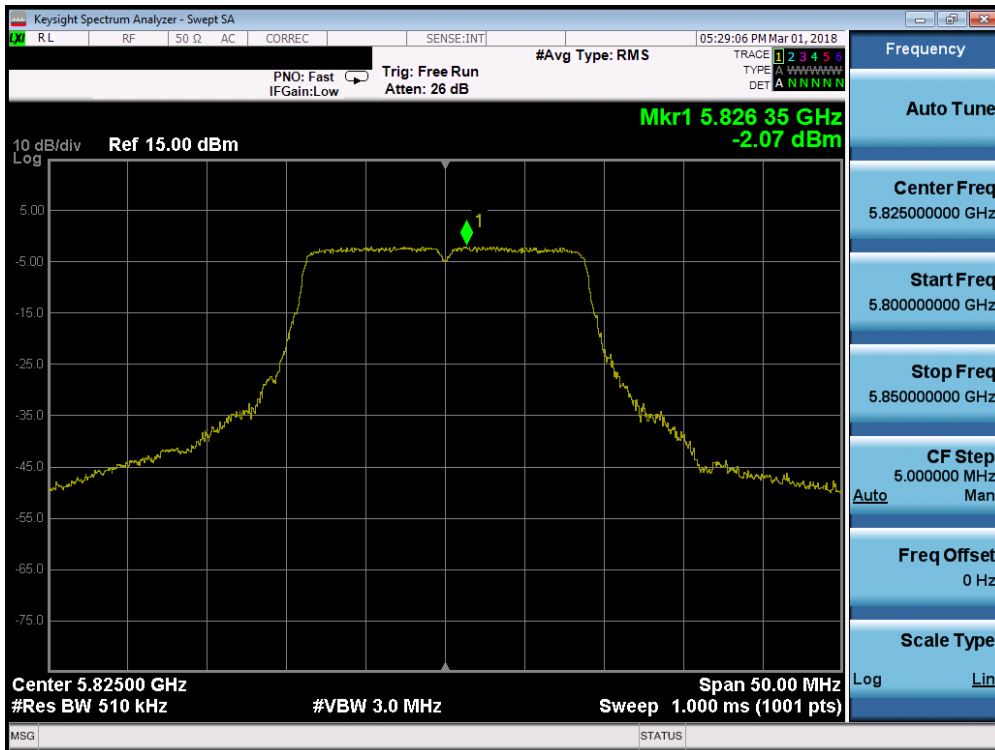 Keysight Spectrum Analyzer - Swept SA
LXI RL RF 50 Ω AC CORREC SENSE:INT 05:29:06 PM Mar 01, 2018
#Avg Type: RMS TRACE 1 2 3 4 5 6
PNO: Fast Trig: Free Run TYPE A WWWWW
IFGain:Low Atten: 26 dB DET A N N N N N
Mkr1 5.826 35 GHz
-2.07 dBm
10 dB/div Ref 15.00 dBm
Log
1
5.00
-5.00
-15.0
-25.0
-35.0
-45.0
-55.0
-65.0
-75.0
Center 5.82500 GHz Span 50.00 MHz
#Res BW 510 kHz #VBW 3.0 MHz Sweep 1.000 ms (1001 pts)
MSG STATUS
Frequency
Auto Tune
Center Freq
5.825000000 GHz
Start Freq
5.800000000 GHz
Stop Freq
5.850000000 GHz
CF Step
5.000000 MHz
Auto Man
Freq Offset
0 Hz
Scale Type
Log Lin